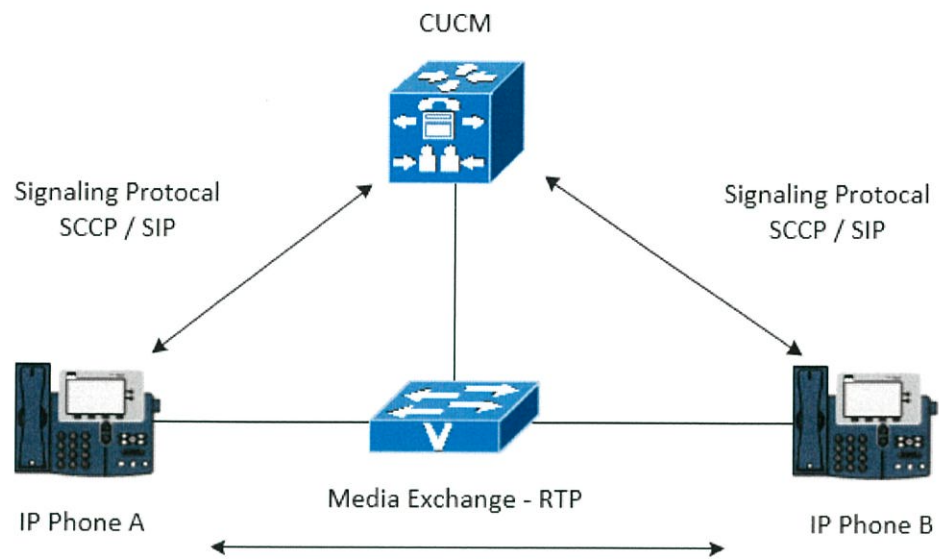 CUCM
Signaling Protocal
SCCP / SIP
Signaling Protocal
SCCP / SIP
V
Media Exchange - RTP
IP Phone A
IP Phone B